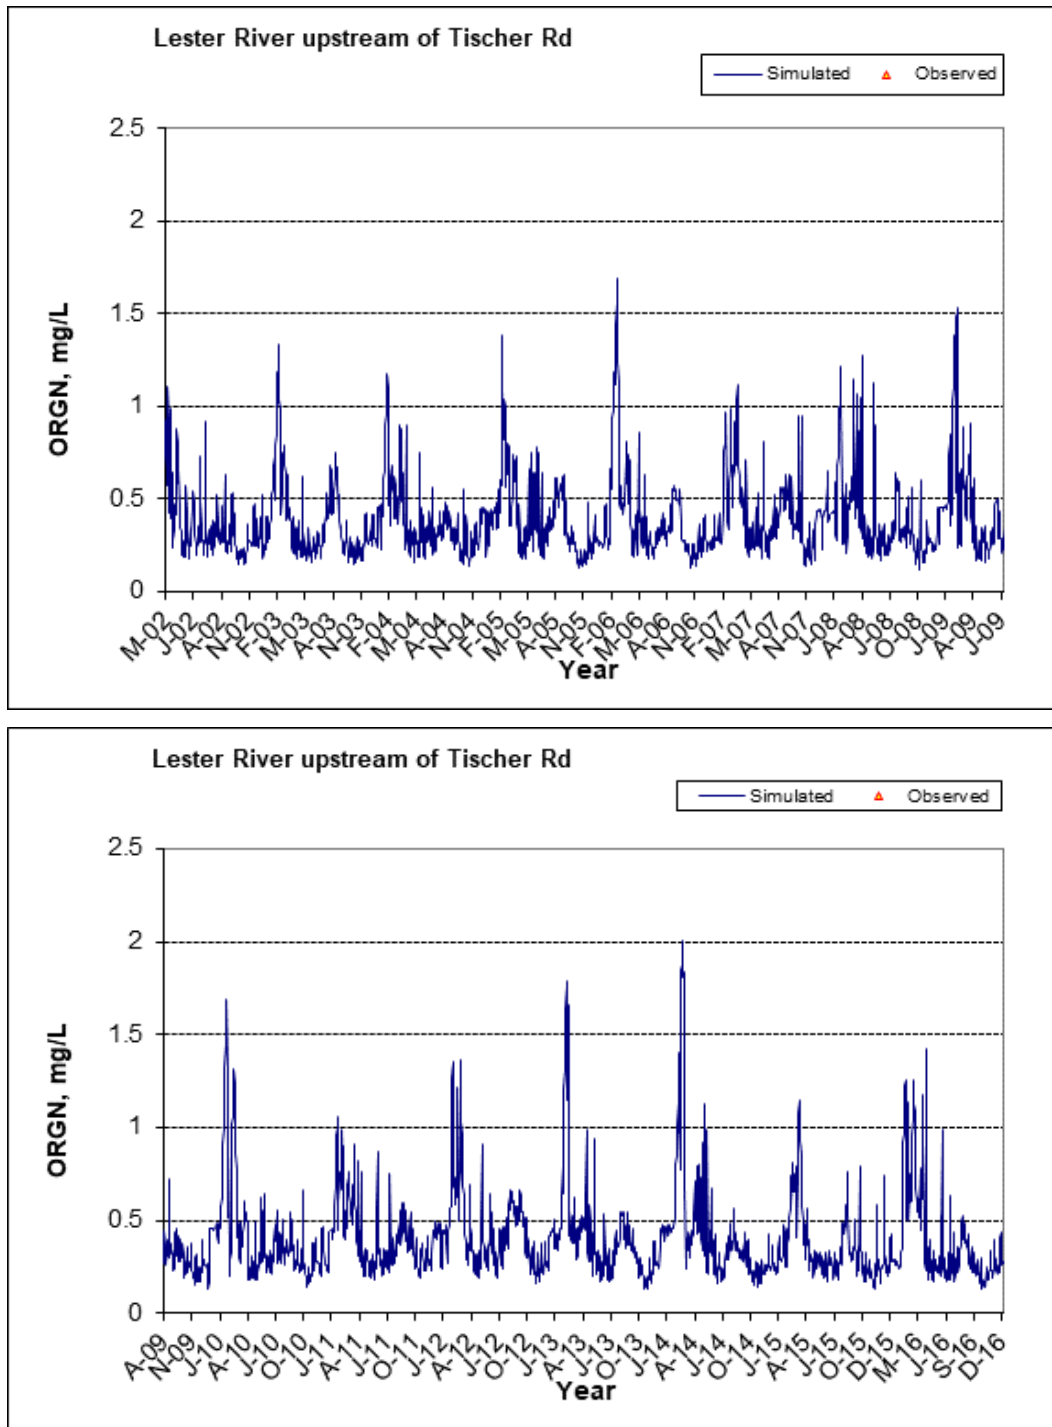 Lester River upstream of Tischer Rd
Simulated Observed
2.5
2
1.5
1
0.5
0
ORGN, mg/L
M-02 J-02 A-02 N-02 F-03 M-03 A-03 N-03 F-04 M-04 A-04 N-04 F-05 M-05 A-05 N-05 F-06 M-06 A-06 N-06 F-07 M-07 A-07 N-07 J-08 A-08 J-08 O-08 J-09 A-09 J-09
Year
Lester River upstream of Tischer Rd
Simulated Observed
2.5
2
1.5
1
0.5
0
ORGN, mg/L
A-09 N-09 J-10 A-10 J-10 O-10 J-11 A-11 J-11 O-11 J-12 A-12 J-12 O-12 J-13 A-13 J-13 O-13 J-14 A-14 J-14 O-14 J-15 A-15 J-15 O-15 D-15 M-16 J-16 S-16 D-16
Year